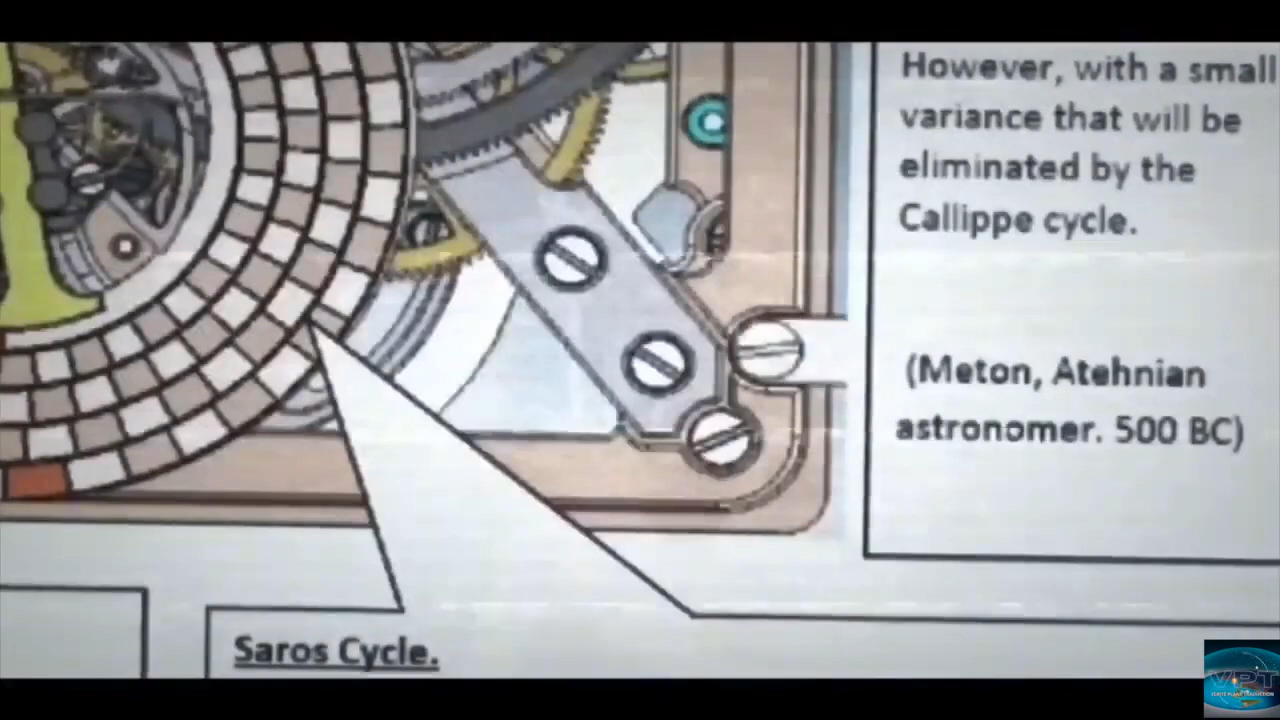 However, with a small
variance that will be
eliminated by the
Callippe cycle.
(Meton, Atehnian
astronomer. 500 BC)
Saros Cycle.
VPT